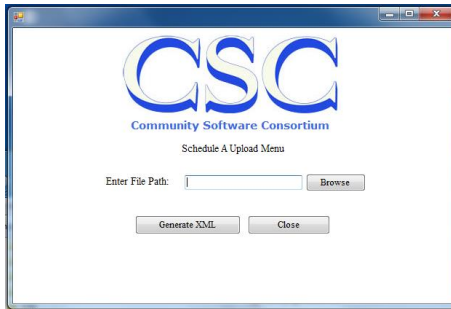 CSC
Community Software Consortium
Schedule A Upload Menu
Enter File Path:
Browse
Generate XML
Close